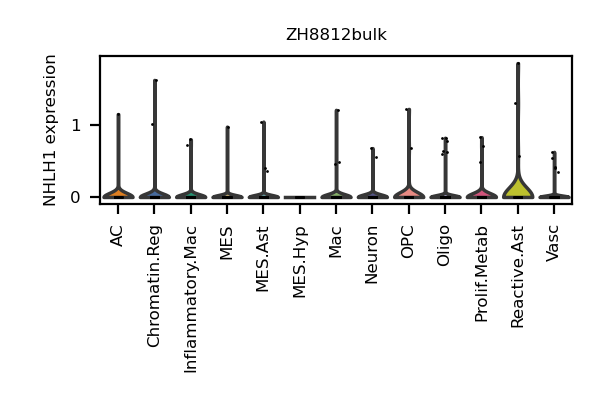 ZH8812bulk
NHLH1 expression
1
0
AC
Chromatin.Reg
Inflammatory.Mac
MES
MES.Ast
MES.Hyp
Mac
Neuron
OPC
Oligo
Prolif.Metab
Reactive.Ast
Vasc